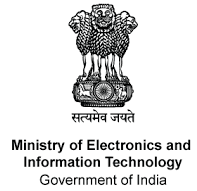 सत्यमेव जयते
Ministry of Electronics and
Information Technology
Government of India